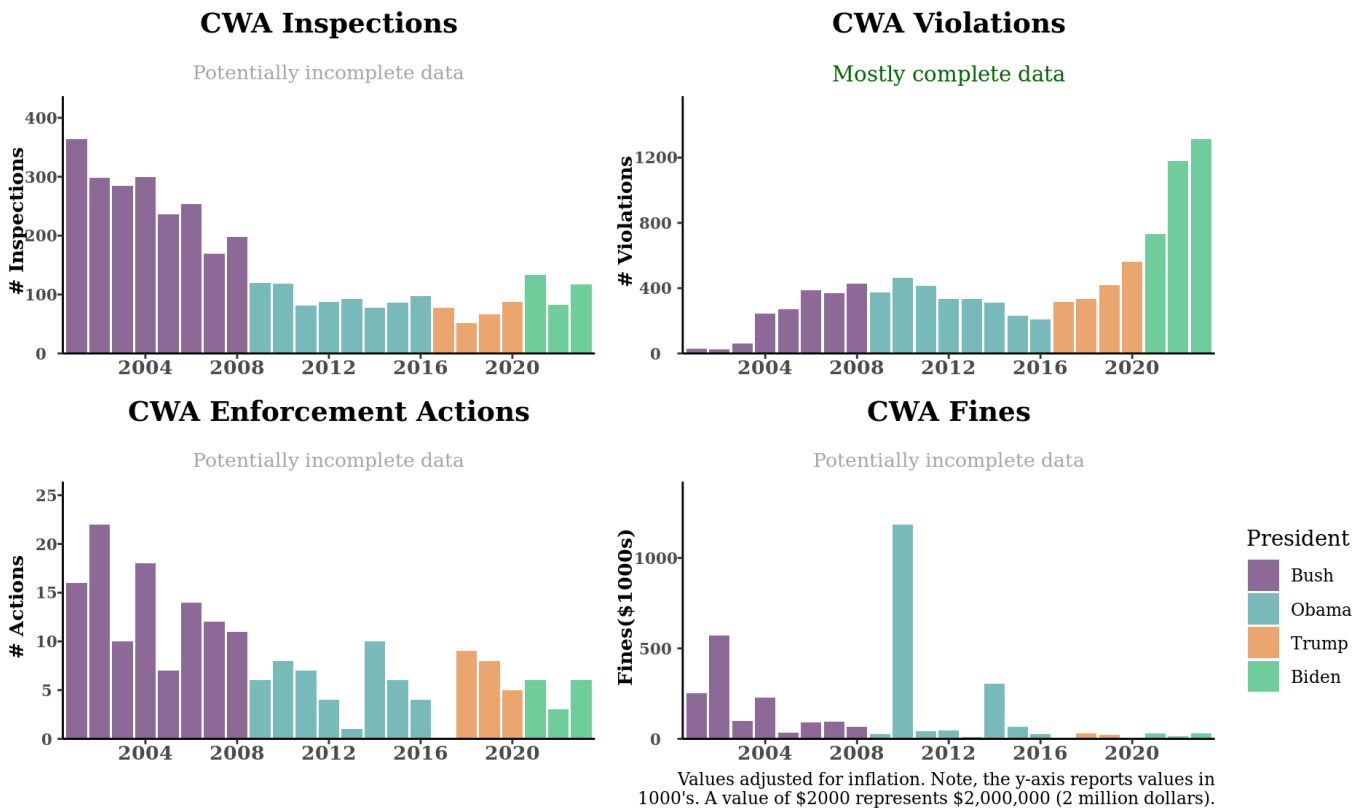 CWA Inspections
Potentially incomplete data
# Inspections
400
300
200
100
0
2004 2008 2012 2016 2020
CWA Violations
Mostly complete data
# Violations
1200
800
400
0
2004 2008 2012 2016 2020
CWA Enforcement Actions
Potentially incomplete data
# Actions
25
20
15
10
5
0
2004 2008 2012 2016 2020
CWA Fines
Potentially incomplete data
Fines($1000s)
1000
500
0
2004 2008 2012 2016 2020
President
Bush
Obama
Trump
Biden
Values adjusted for inflation. Note, the y-axis reports values in
1000's. A value of $2000 represents $2,000,000 (2 million dollars).